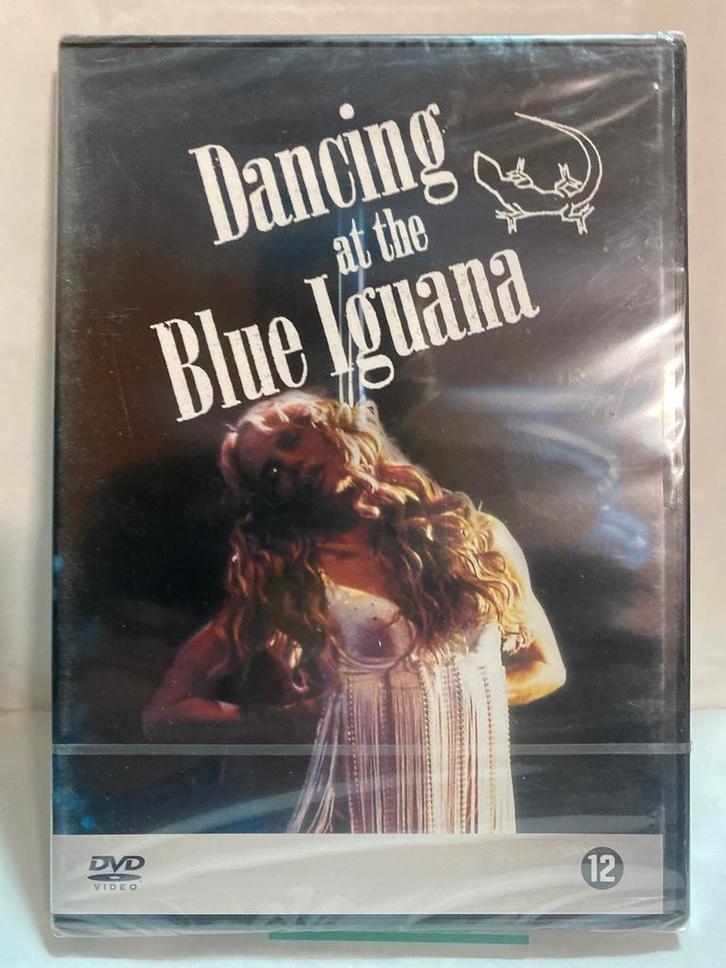 Dancing
at the
Blue Iguana
DVD
VIDEO
12